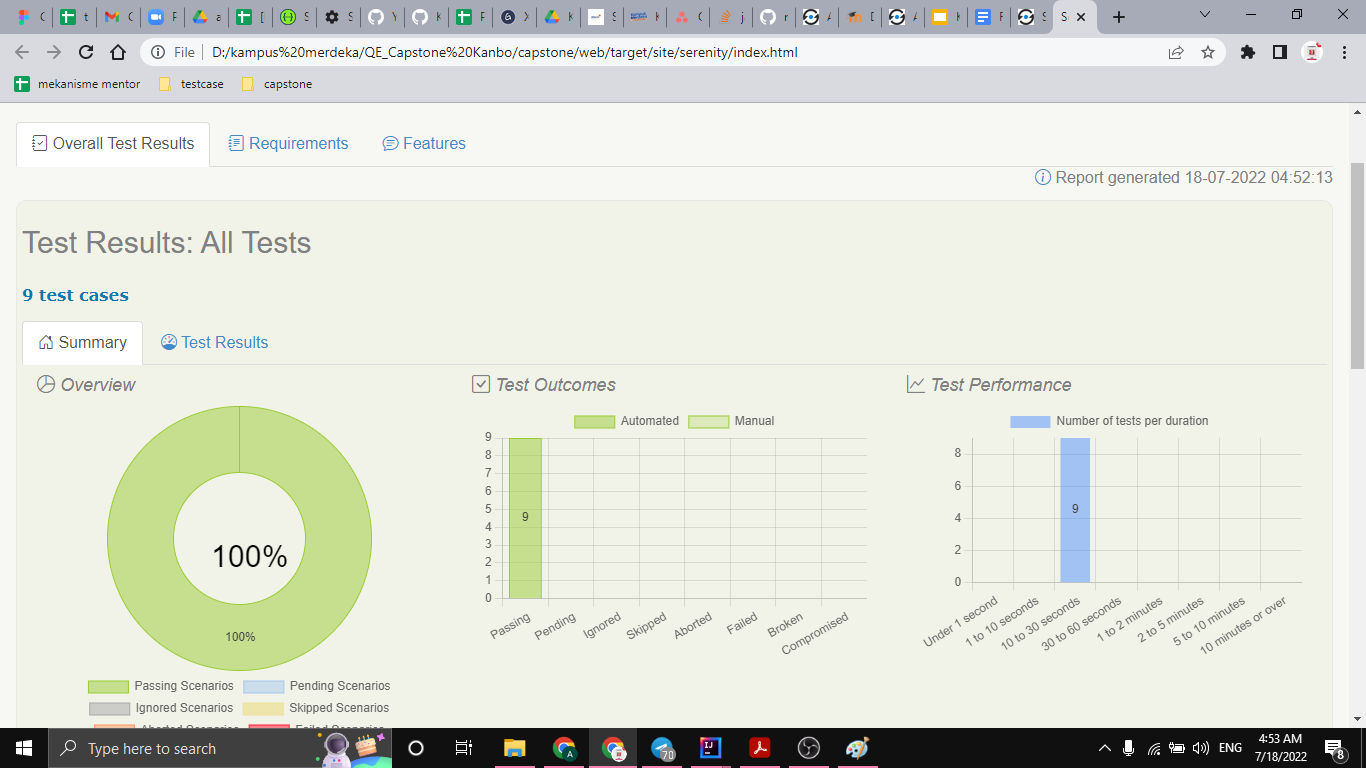 File D:/kampus%20merdeka/QE_Capstone%20Kanbo/capstone/web/target/site/serenity/index.html
mekanisme mentor testcase capstone
Overall Test Results Requirements Features
Report generated 18-07-2022 04:52:13
Test Results: All Tests
9 test cases
Summary Test Results
Overview
100%
100%
Passing Scenarios Pending Scenarios
Ignored Scenarios Skipped Scenarios
Aborted Scenarios Failed Scenarios
Test Outcomes
Automated Manual
9
8
7
6
5
4
3
2
1
0
9
Passing Pending Ignored Skipped Aborted Failed Broken Compromised
Test Performance
Number of tests per duration
8
6
4
2
0
9
Under 1 second 1 to 10 seconds 10 to 30 seconds 30 to 60 seconds 1 to 2 minutes 2 to 5 minutes 5 to 10 minutes 10 minutes or over
Type here to search
A
70
IJ
ENG
4:53 AM
7/18/2022
8